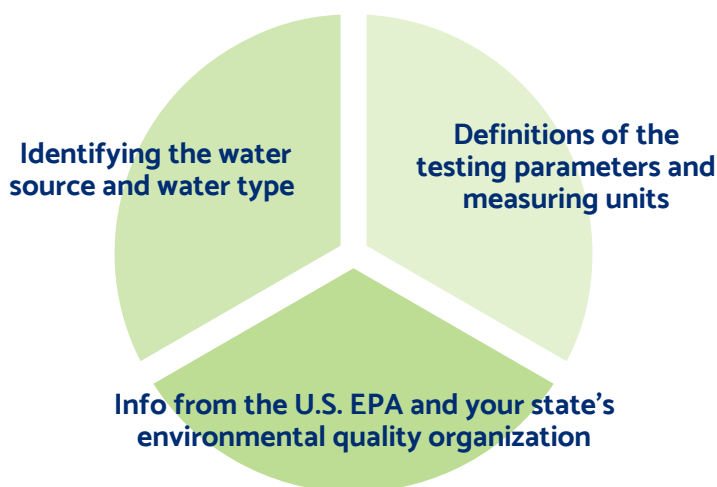 Identifying the water
source and water type
Definitions of the
testing parameters and
measuring units
Info from the U.S. EPA and your state's
environmental quality organization